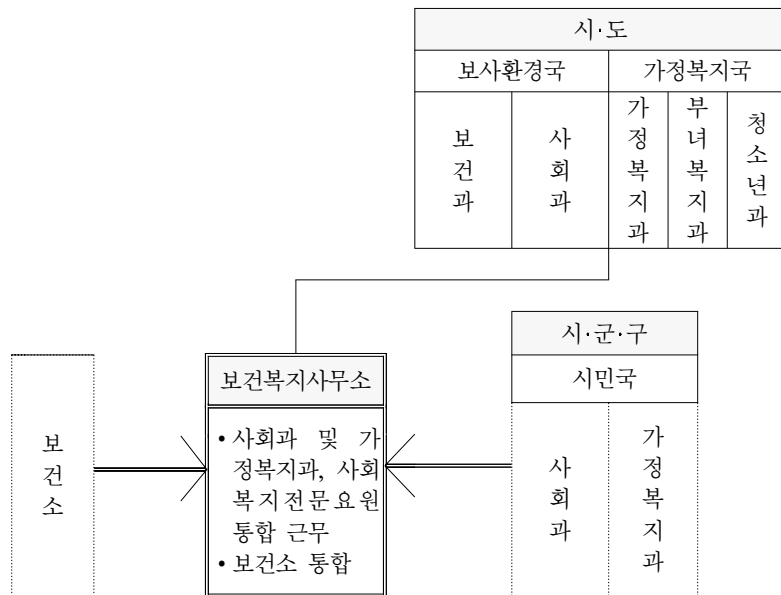 시·도
보사환경국
가정복지국
보건과
사회과
가정복지과
부녀복지과
청소년과
시·군·구
시민국
사회과
가정복지과
보건복지사무소
• 사회과 및 가
정복지과, 사회
복지전문요원
통합 근무
• 보건소 통합
보건소